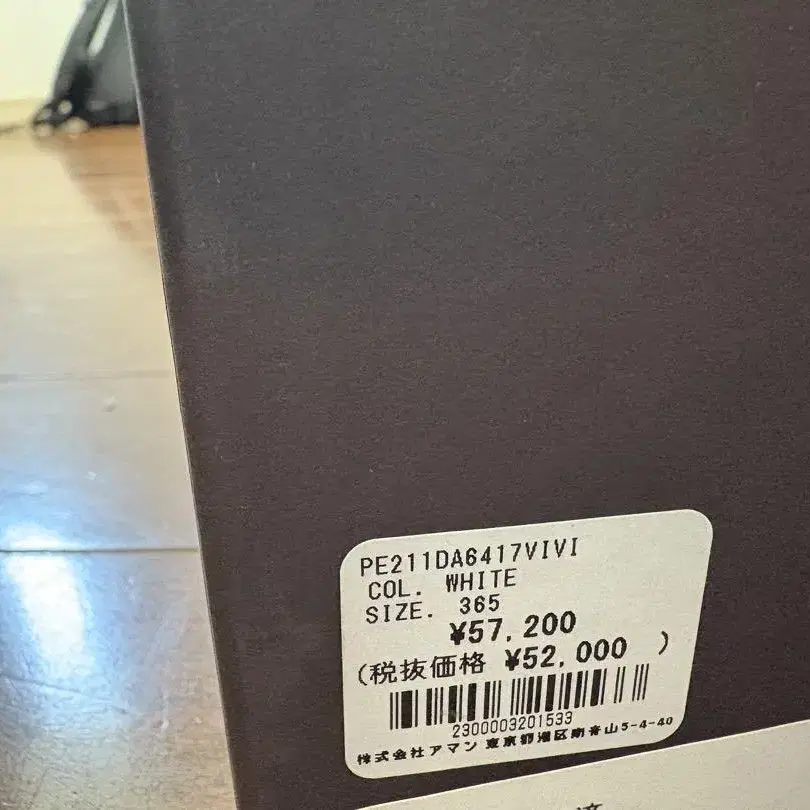 PE211DA6417VIVI
COL. WHITE
SIZE. 365
¥57,200
(税抜価格 ¥52,000 )
2300003201533
株式会社アマン 東京都港区南青山5-4-40